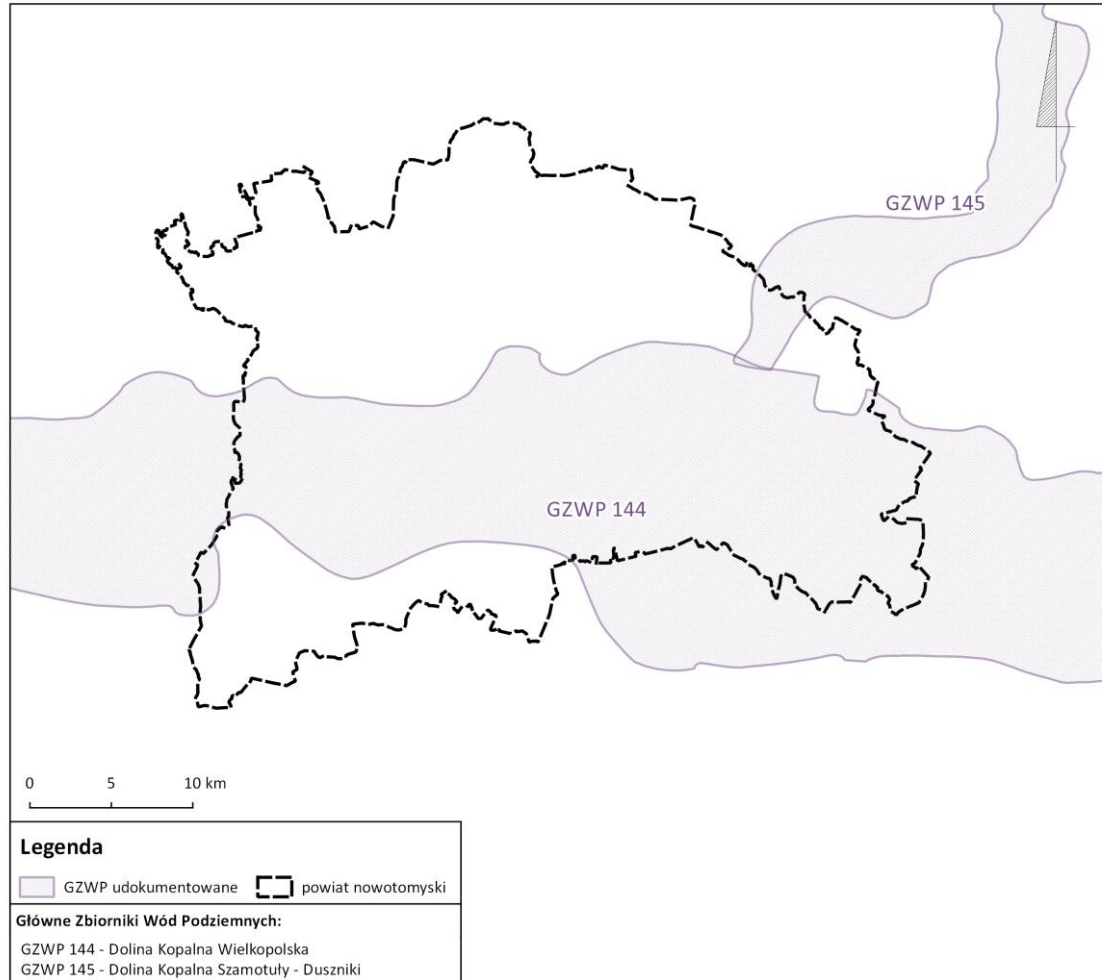 GZWP 145
GZWP 144
0 5 10 km
Legenda
GZWP udokumentowane powiat nowotomyski
Główne Zbiorniki Wód Podziemnych:
GZWP 144 - Dolina Kopalna Wielkopolska
GZWP 145 - Dolina Kopalna Szamotuły - Duszniki